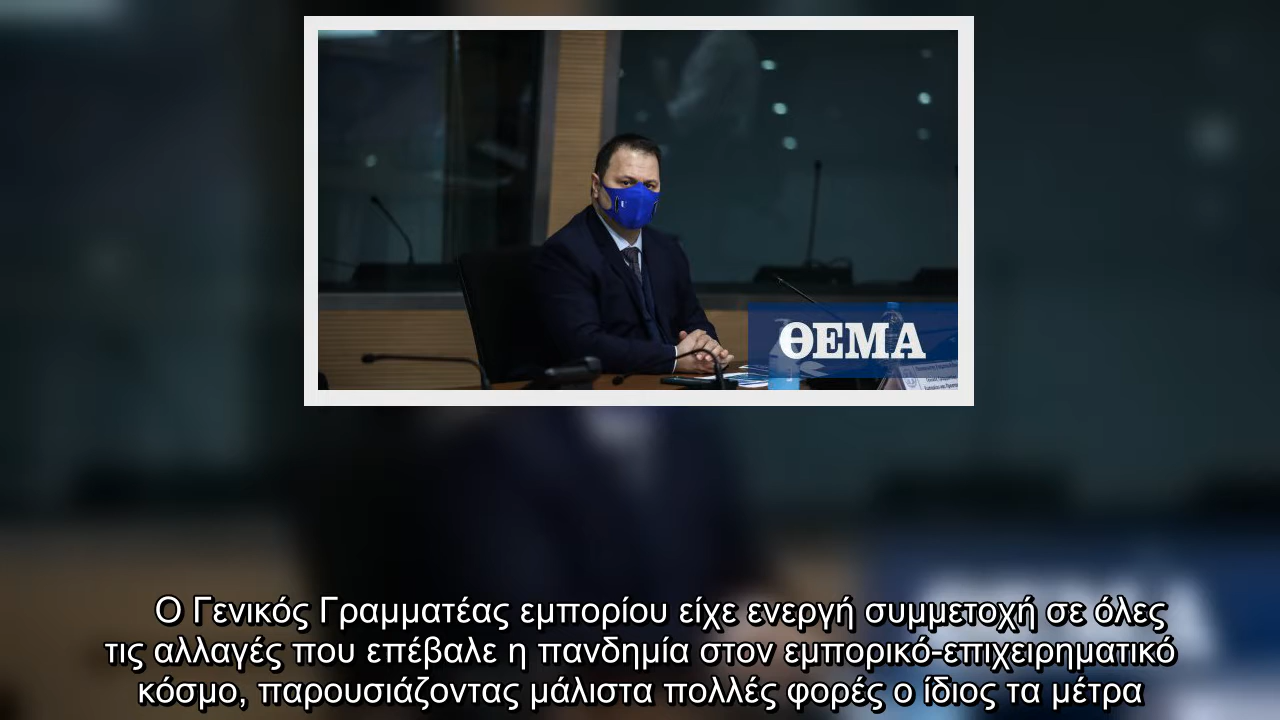 ΘΕΜΑ
Ο Γενικός Γραμματέας εμπορίου είχε ενεργή συμμετοχή σε όλες
τις αλλαγές που επέβαλε η πανδημία στον εμπορικό-επιχειρηματικό
κόσμο, παρουσιάζοντας μάλιστα πολλές φορές ο ίδιος τα μέτρα